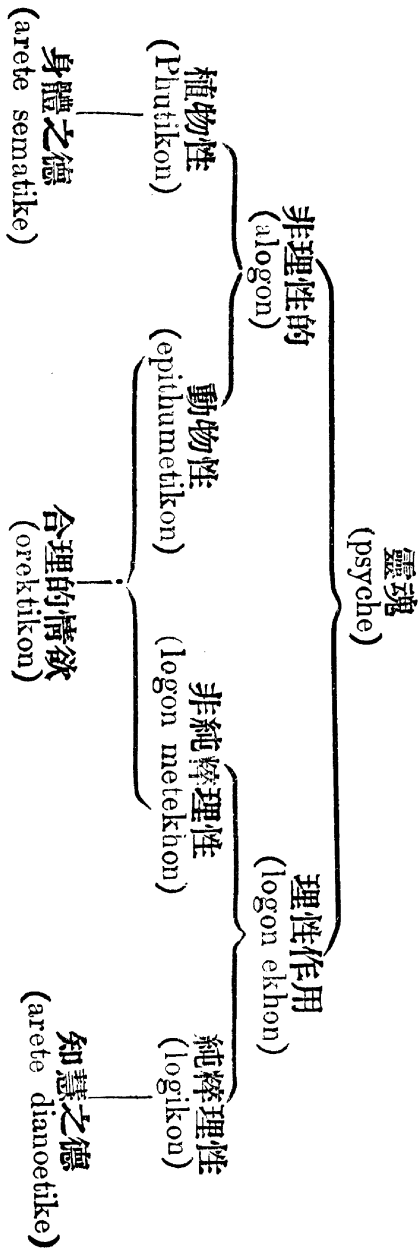 靈魂
(psyche)
非理性的
(alogon)
理性作用
(logon ekhon)
植物性
(Phutikon)
動物性
(epithumetikon)
非純粹理性
(logon metekhon)
純粹理性
(logikon)
身體之德
(arete sematike)
合理的情欲
(orektikon)
知慧之德
(arete dianoetike)